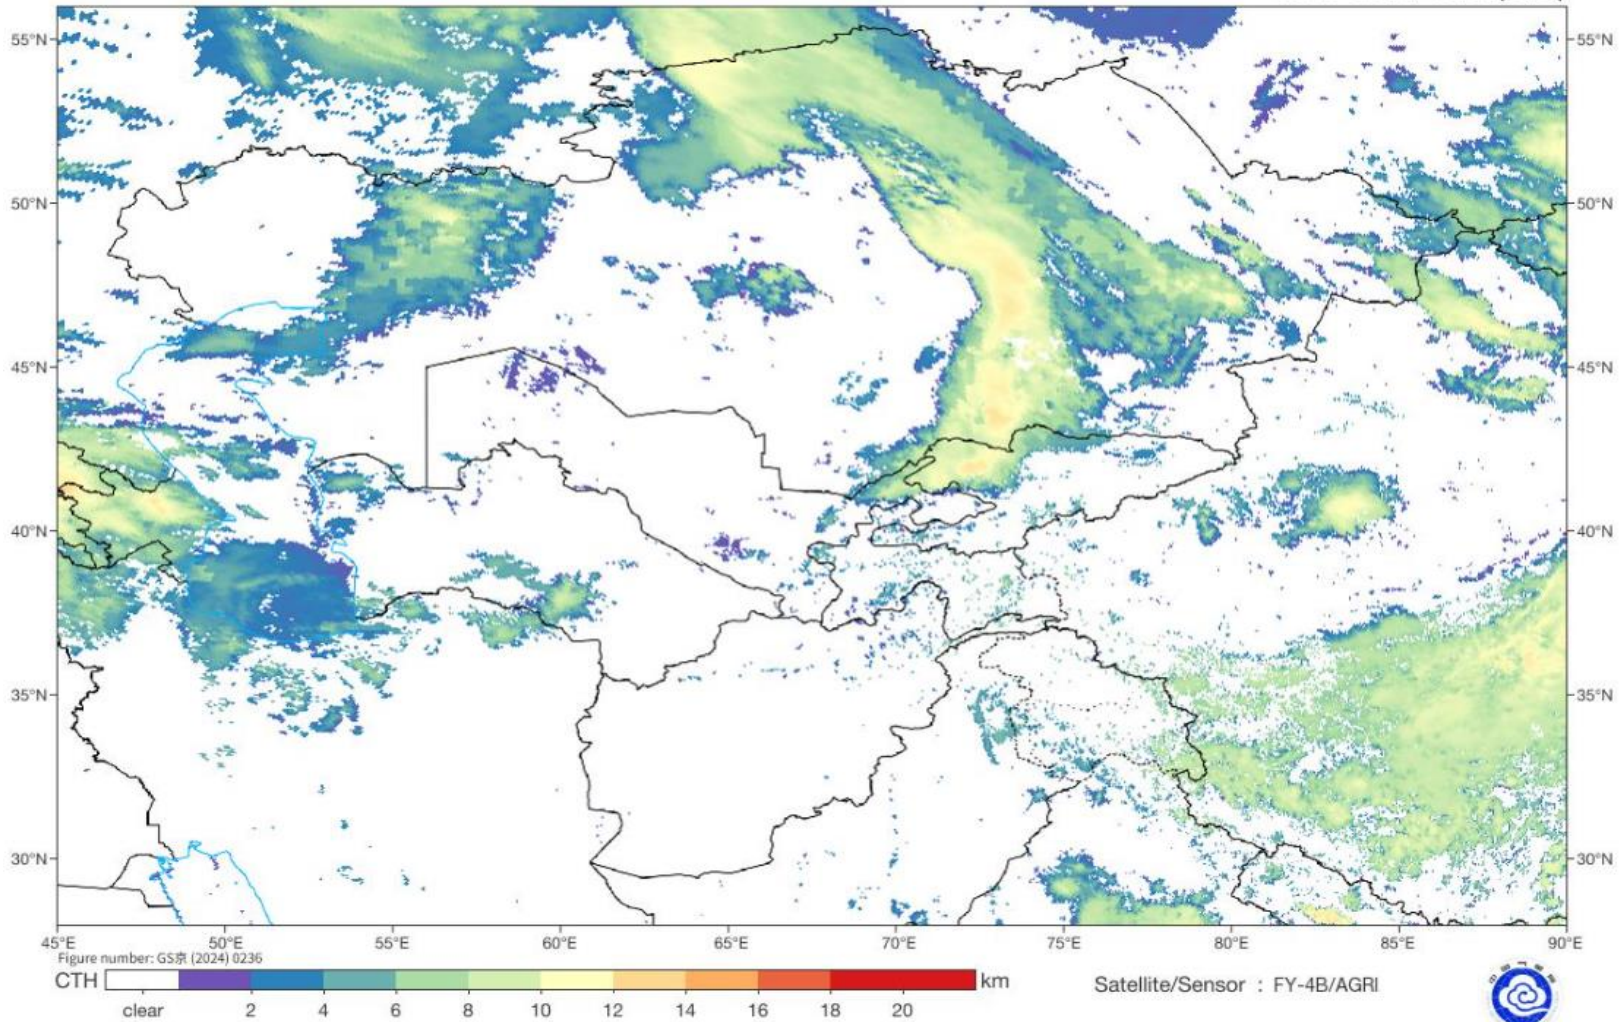 55°N 55°N
50°N 50°N
45°N 45°N
40°N 40°N
35°N 35°N
30°N 30°N
45°E 50°E 55°E 60°E 65°E 70°E 75°E 80°E 85°E 90°E
Figure number: GS京 (2024) 0236
CTH km
clear 2 4 6 8 10 12 14 16 18 20
Satellite/Sensor : FY-4B/AGRI